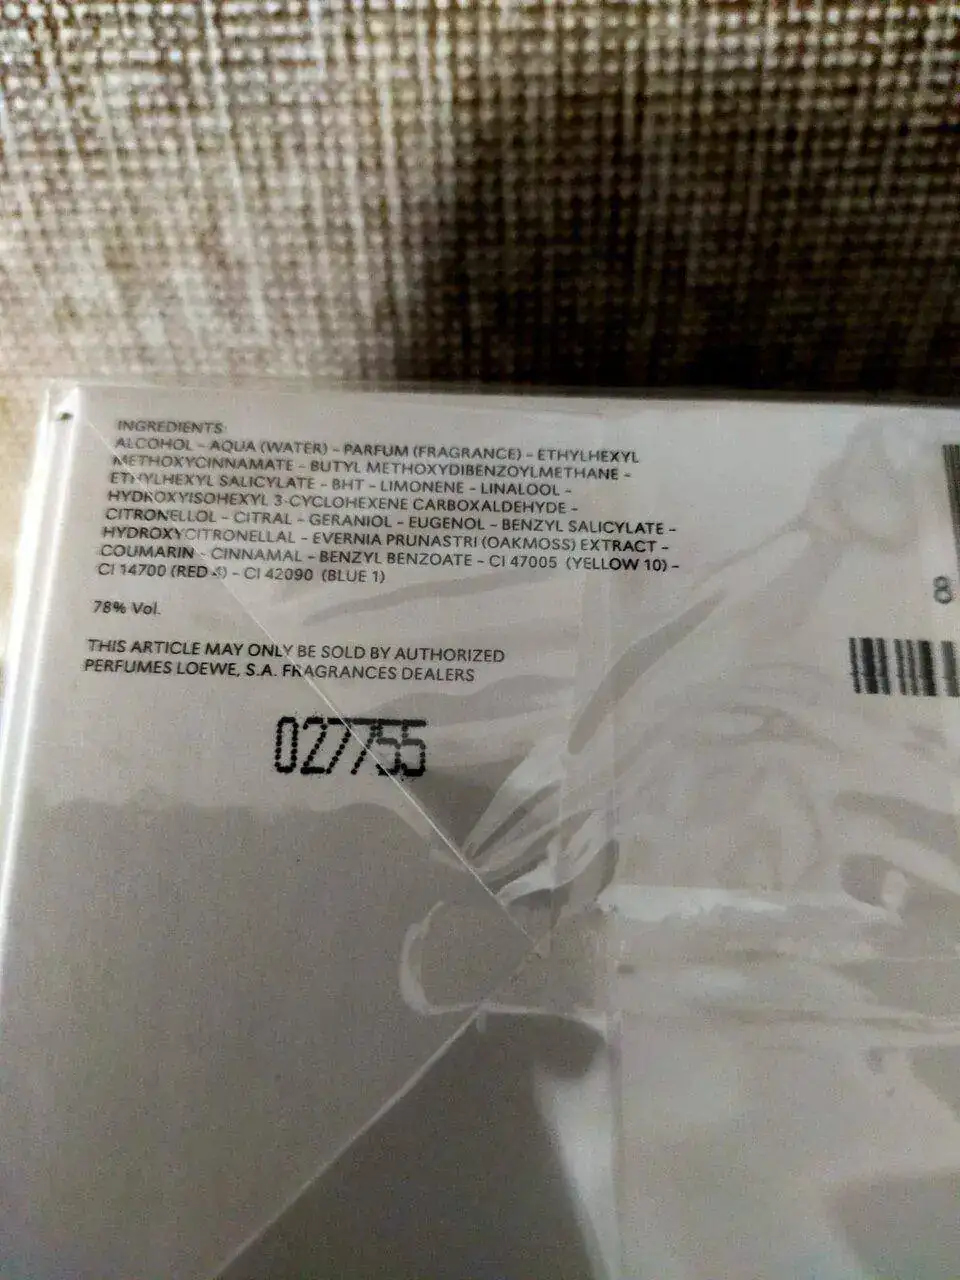 INGREDIENTS:
ALCOHOL - AQUA (WATER) - PARFUM (FRAGRANCE) - ETHYLHEXYL
METHOXYCINNAMATE - BUTYL METHOXYDIBENZOYLMETHANE -
ETHYLHEXYL SALICYLATE - BHT - LIMONENE - LINALOOL -
HYDROXYISOHEXYL 3-CYCLOHEXENE CARBOXALDEHYDE -
CITRONELLOL - CITRAL - GERANIOL - EUGENOL - BENZYL SALICYLATE -
HYDROXYCITRONELLAL - EVERNIA PRUNASTRI (OAKMOSS) EXTRACT -
COUMARIN - CINNAMAL - BENZYL BENZOATE - CI 47005 (YELLOW 10) -
CI 14700 (RED 4) - CI 42090 (BLUE 1)
78% Vol.
THIS ARTICLE MAY ONLY BE SOLD BY AUTHORIZED
PERFUMES LOEWE, S.A. FRAGRANCES DEALERS
027755
8